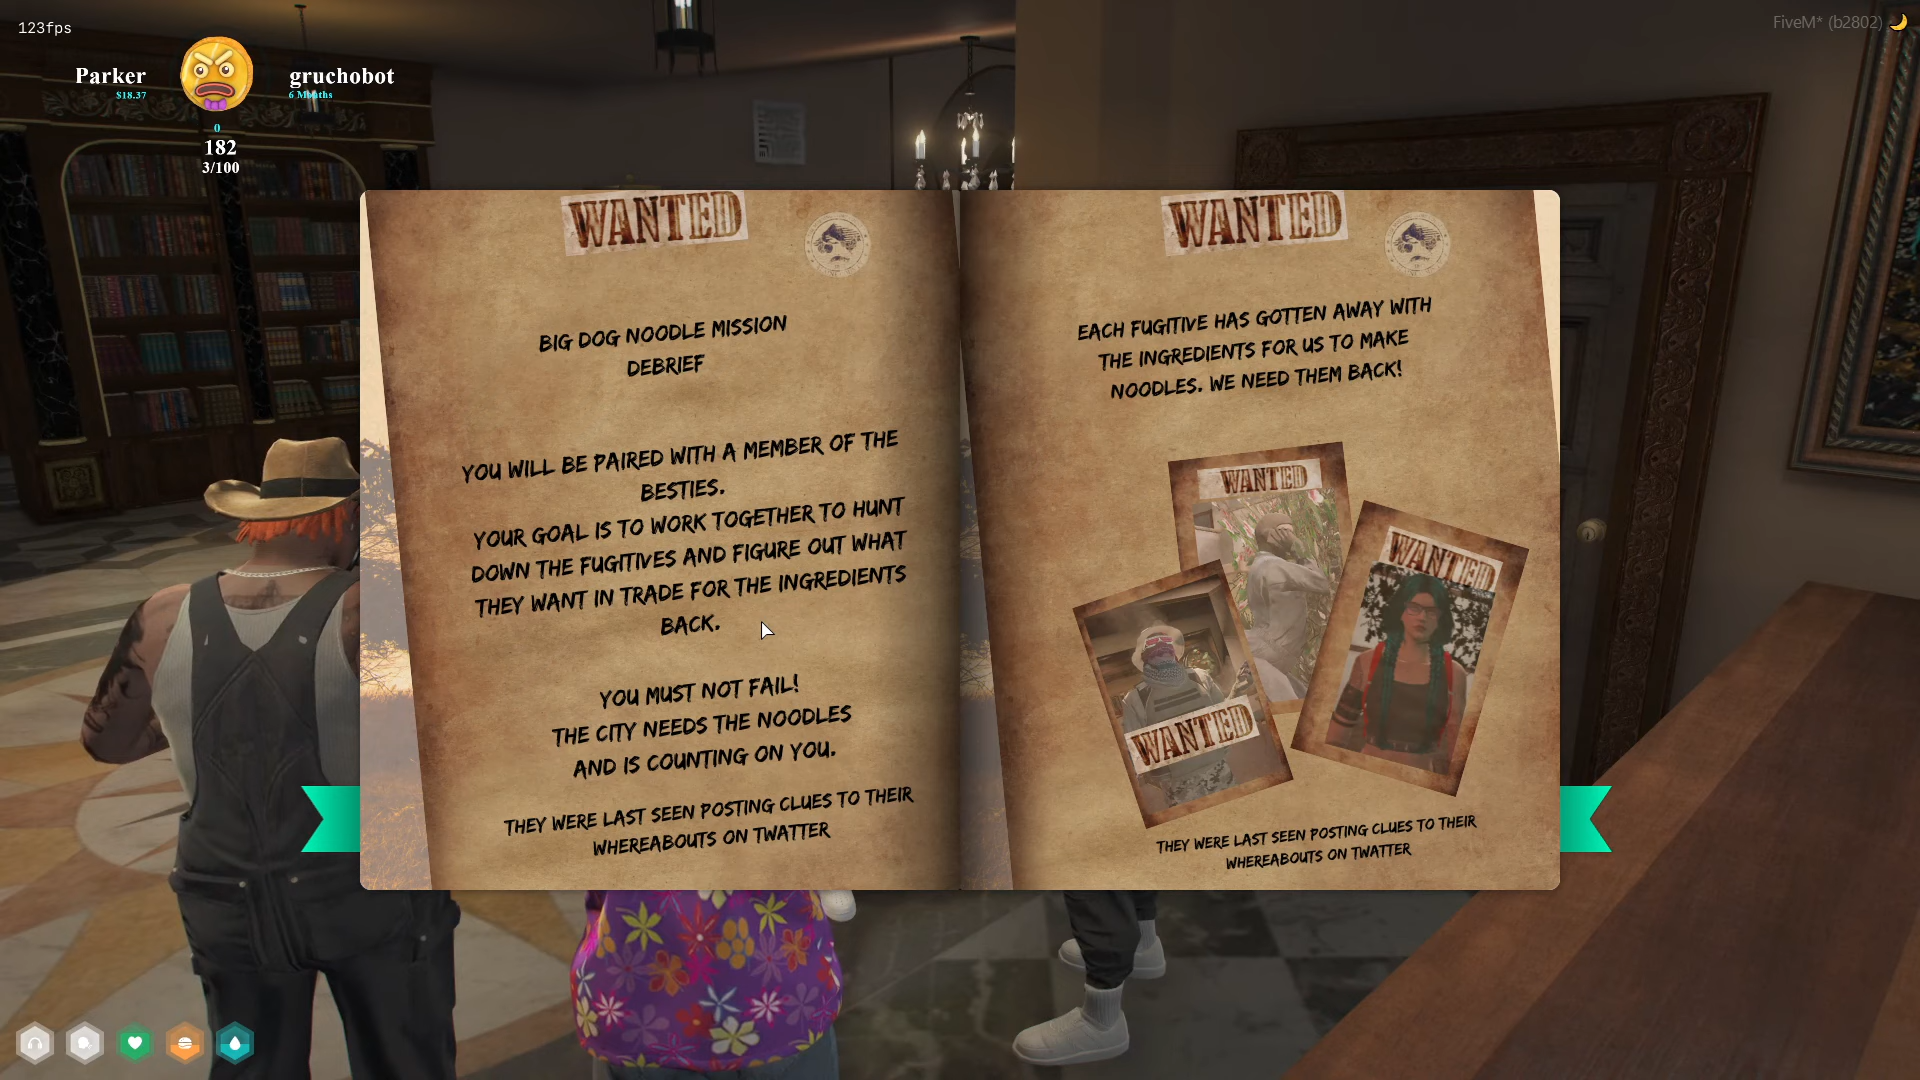 123fps
FiveM* (b2802)
Parker
$18.37
gruchobot
6 Months
0
182
3/100
WANTED
BIG DOG NOODLE MISSION
DEBRIEF
YOU WILL BE PAIRED WITH A MEMBER OF THE
BESTIES.
YOUR GOAL IS TO WORK TOGETHER TO HUNT
DOWN THE FUGITIVES AND FIGURE OUT WHAT
THEY WANT IN TRADE FOR THE INGREDIENTS
BACK.
YOU MUST NOT FAIL!
THE CITY NEEDS THE NOODLES
AND IS COUNTING ON YOU.
THEY WERE LAST SEEN POSTING CLUES TO THEIR
WHEREABOUTS ON TWATTER
WANTED
EACH FUGITIVE HAS GOTTEN AWAY WITH
THE INGREDIENTS FOR US TO MAKE
NOODLES. WE NEED THEM BACK!
WANTED
WANTED
WANTED
THEY WERE LAST SEEN POSTING CLUES TO THEIR
WHEREABOUTS ON TWATTER